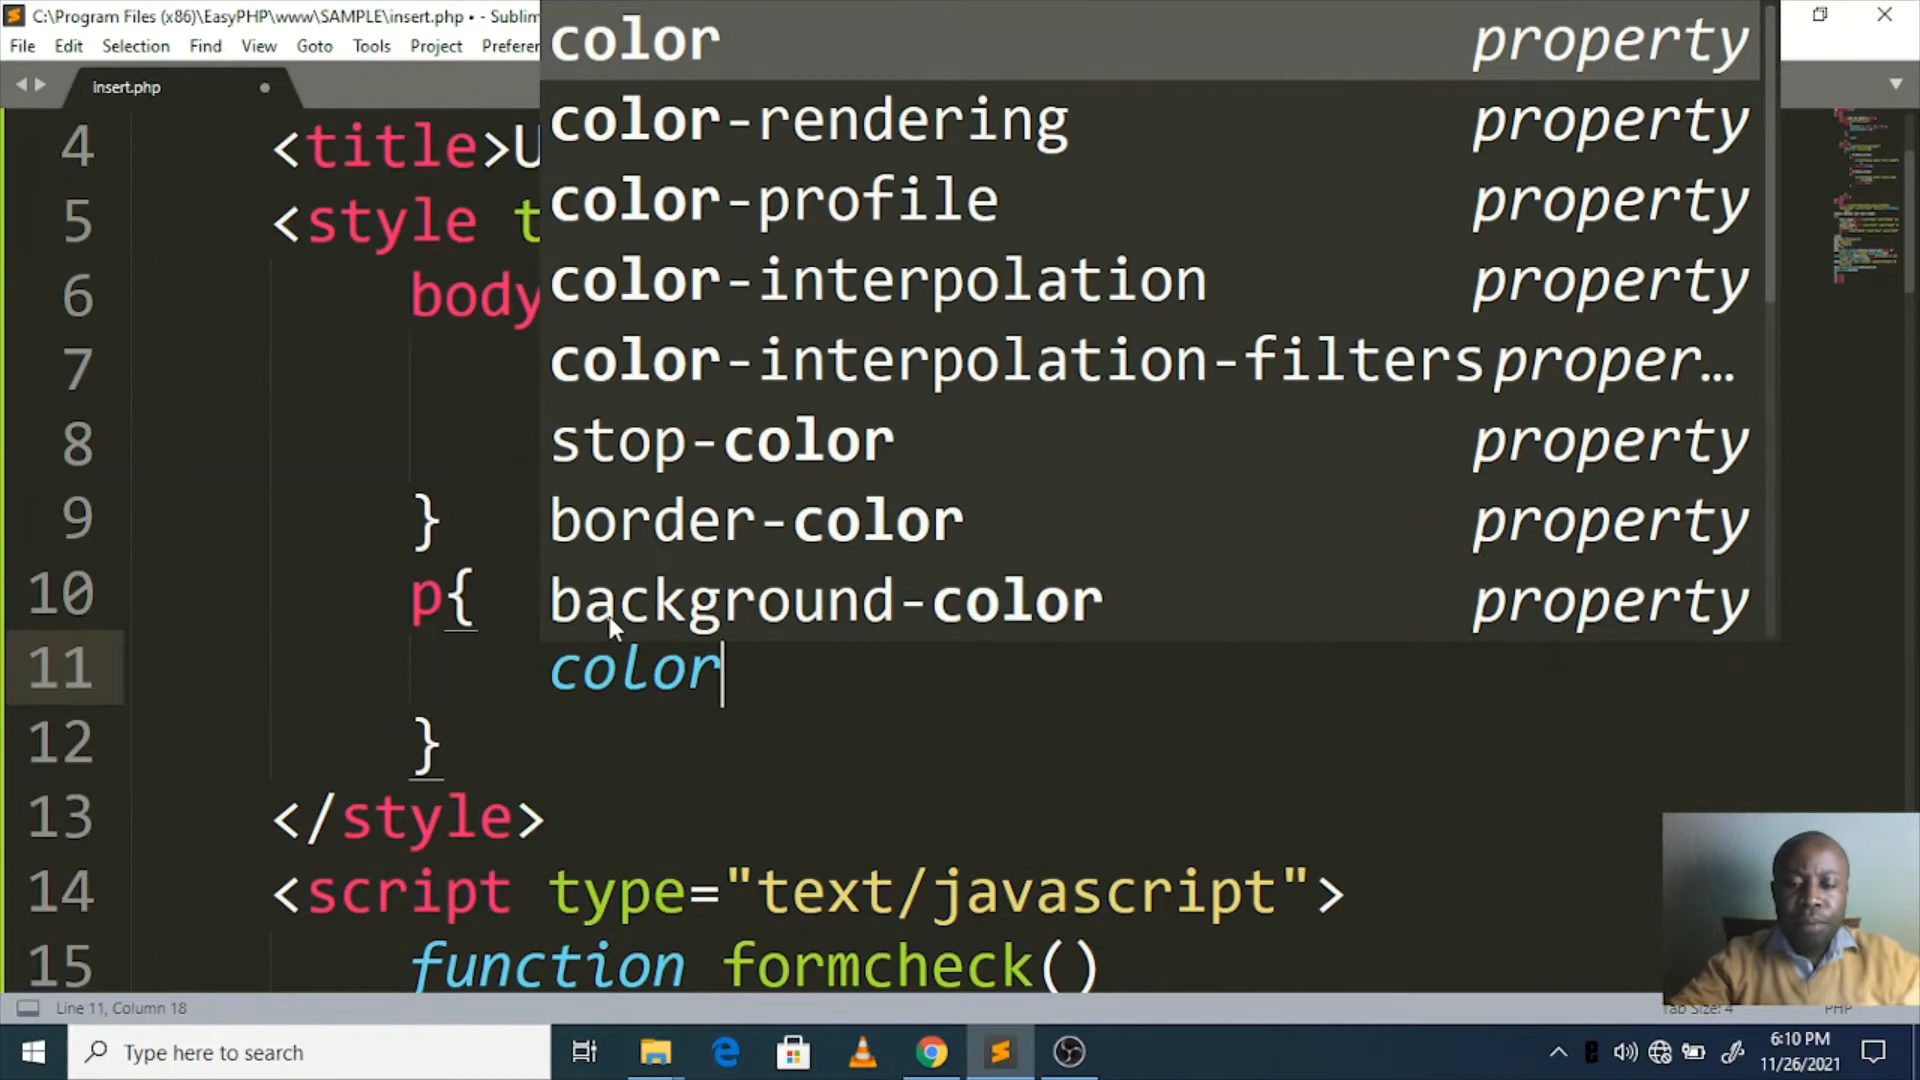 C:\Program Files (x86)\EasyPHP\www\SAMPLE\insert.php • - Sublim
File Edit Selection Find View Goto Tools Project Preferen
insert.php
color property
color-rendering property
color-profile property
color-interpolation property
color-interpolation-filters proper…
stop-color property
border-color property
background-color property
4 <title>U
5 <style t
6 body
7
8
9 }
10 p{
11 color
12 }
13 </style>
14 <script type="text/javascript">
15 function formcheck()
Line 11, Column 18
Tab Size: 4 PHP
Type here to search
6:10 PM
11/26/2021